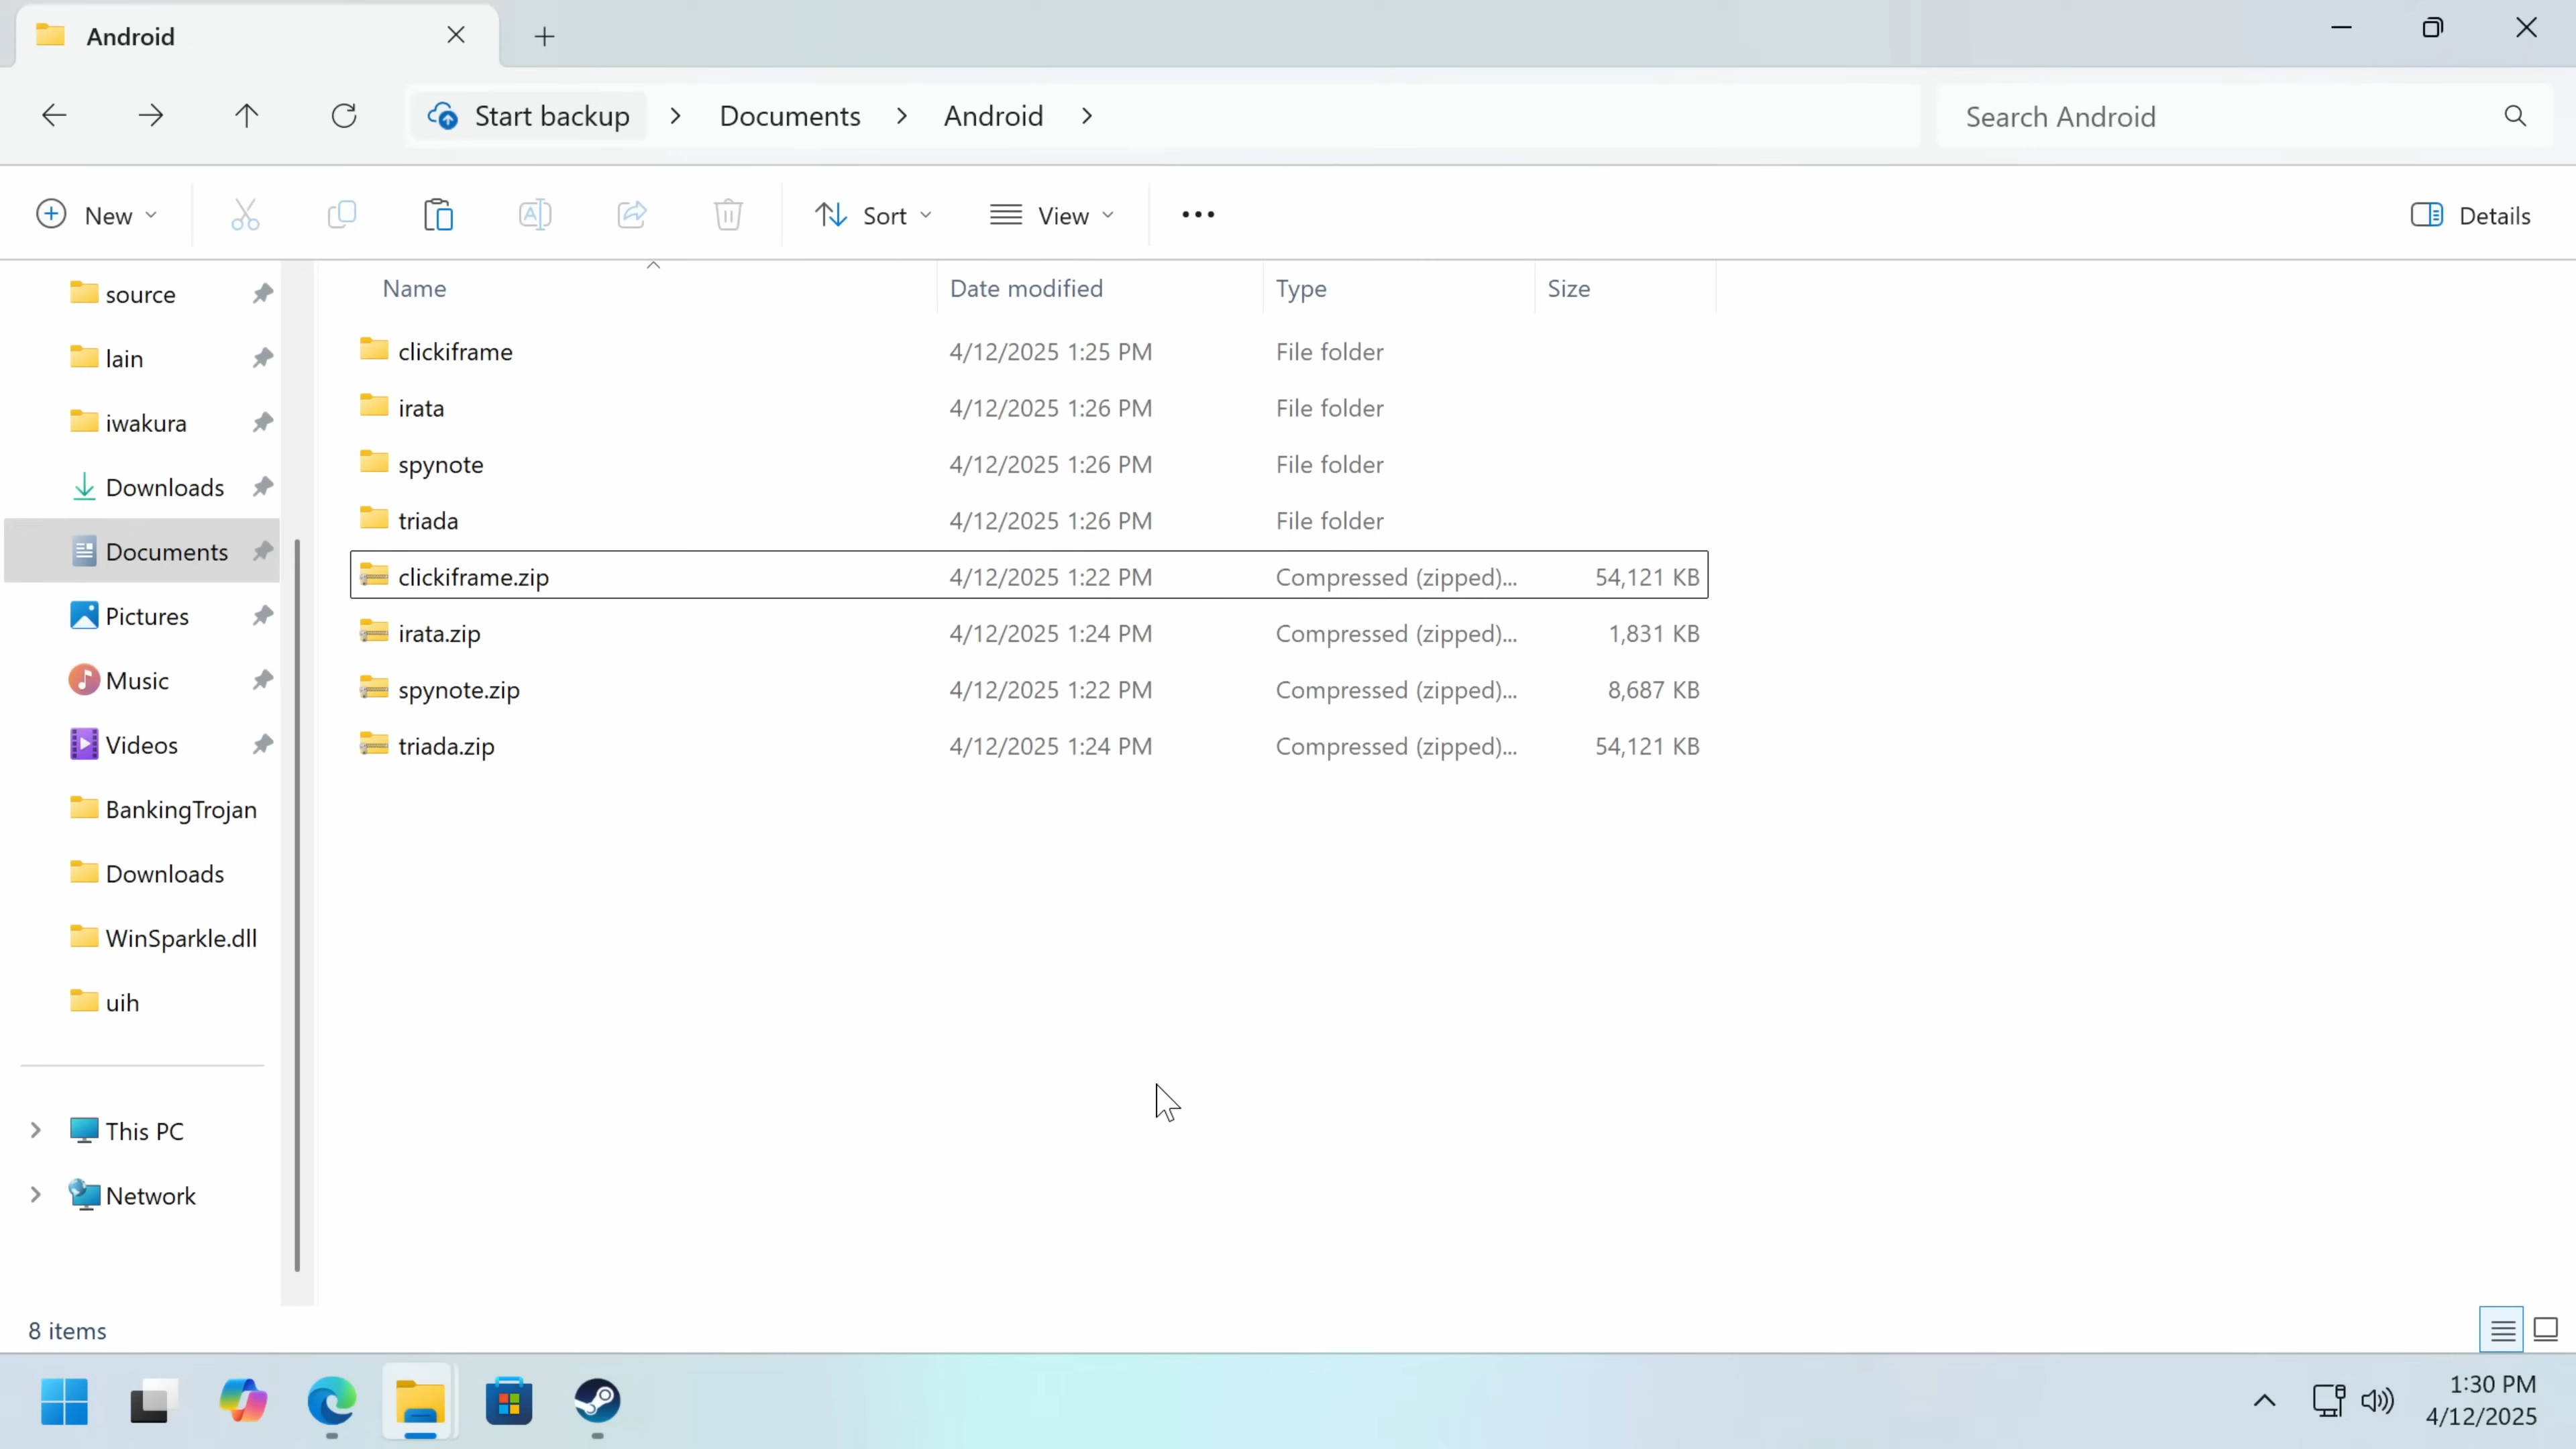 Android
Start backup > Documents > Android >
Search Android
New
Sort
View
Details
source
lain
iwakura
Downloads
Documents
Pictures
Music
Videos
BankingTrojan
Downloads
WinSparkle.dll
uih
This PC
Network
Name Date modified Type Size
clickiframe 4/12/2025 1:25 PM File folder
irata 4/12/2025 1:26 PM File folder
spynote 4/12/2025 1:26 PM File folder
triada 4/12/2025 1:26 PM File folder
clickiframe.zip 4/12/2025 1:22 PM Compressed (zipped)... 54,121 KB
irata.zip 4/12/2025 1:24 PM Compressed (zipped)... 1,831 KB
spynote.zip 4/12/2025 1:22 PM Compressed (zipped)... 8,687 KB
triada.zip 4/12/2025 1:24 PM Compressed (zipped)... 54,121 KB
8 items
1:30 PM
4/12/2025